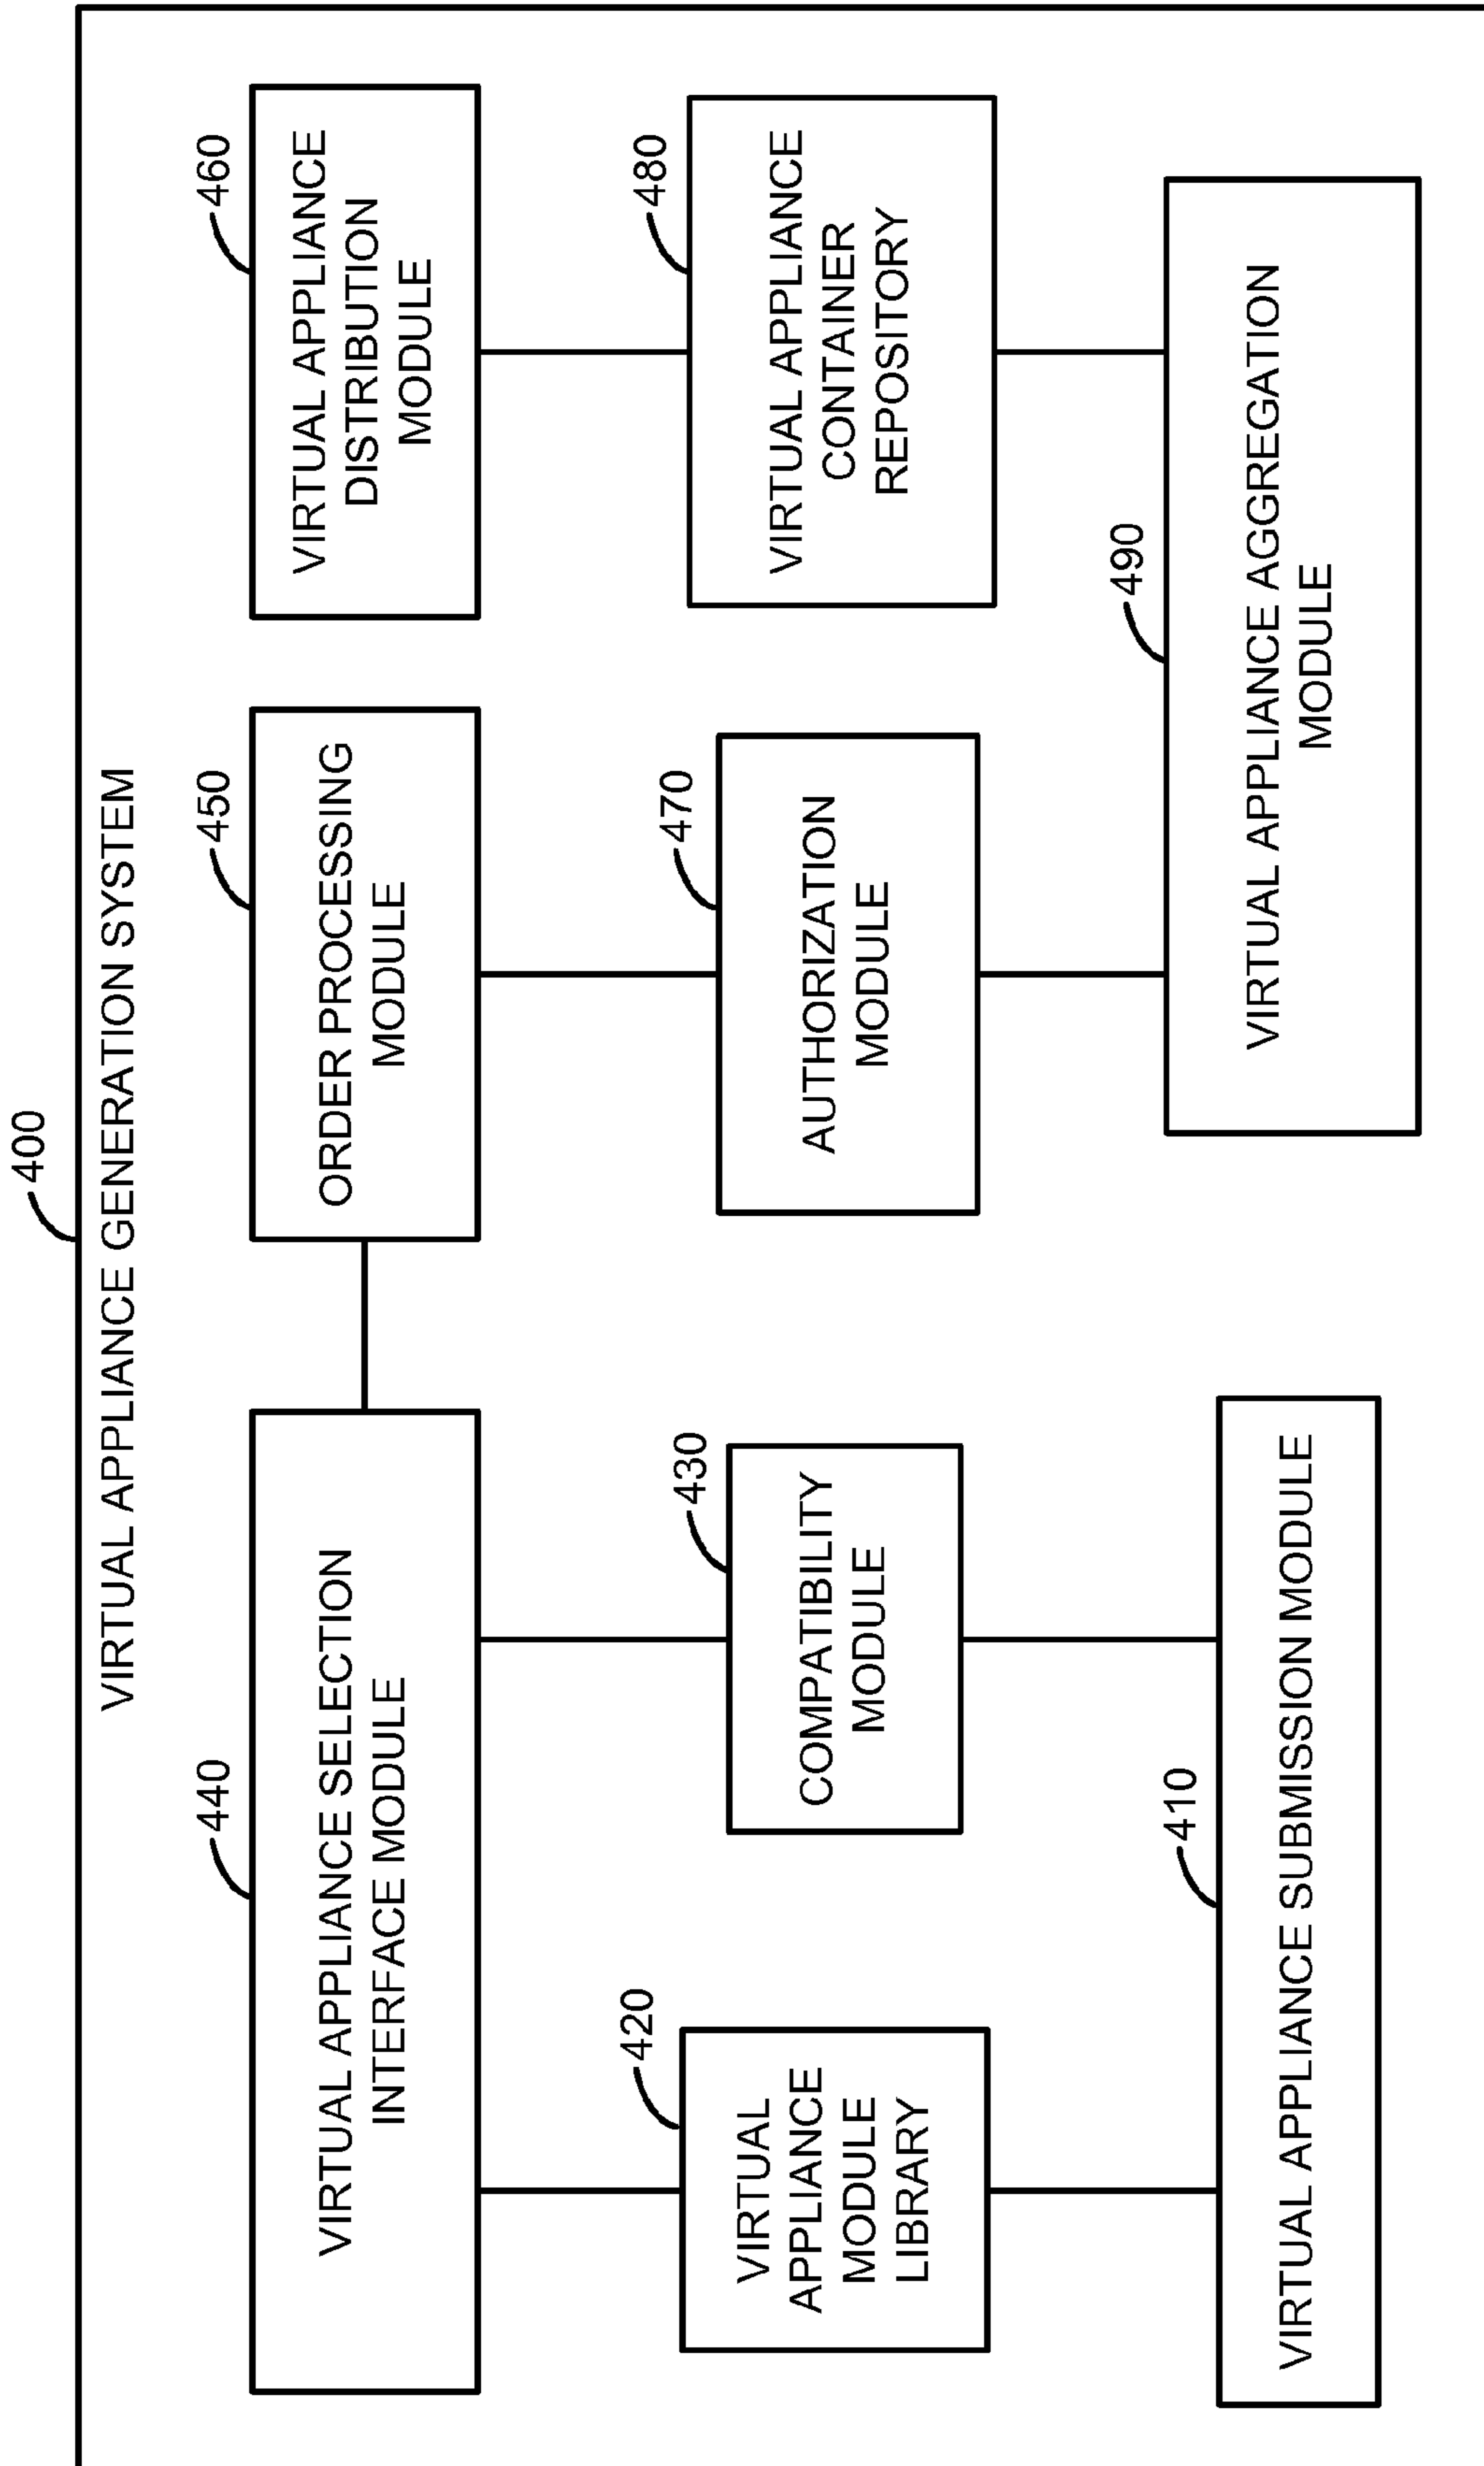 400
VIRTUAL APPLIANCE GENERATION SYSTEM
440
VIRTUAL APPLIANCE SELECTION
INTERFACE MODULE
450
ORDER PROCESSING
MODULE
460
VIRTUAL APPLIANCE
DISTRIBUTION
MODULE
420
VIRTUAL
APPLIANCE
MODULE
LIBRARY
430
COMPATIBILITY
MODULE
470
AUTHORIZATION
MODULE
480
VIRTUAL APPLIANCE
CONTAINER
REPOSITORY
410
VIRTUAL APPLIANCE SUBMISSION MODULE
490
VIRTUAL APPLIANCE AGGREGATION
MODULE